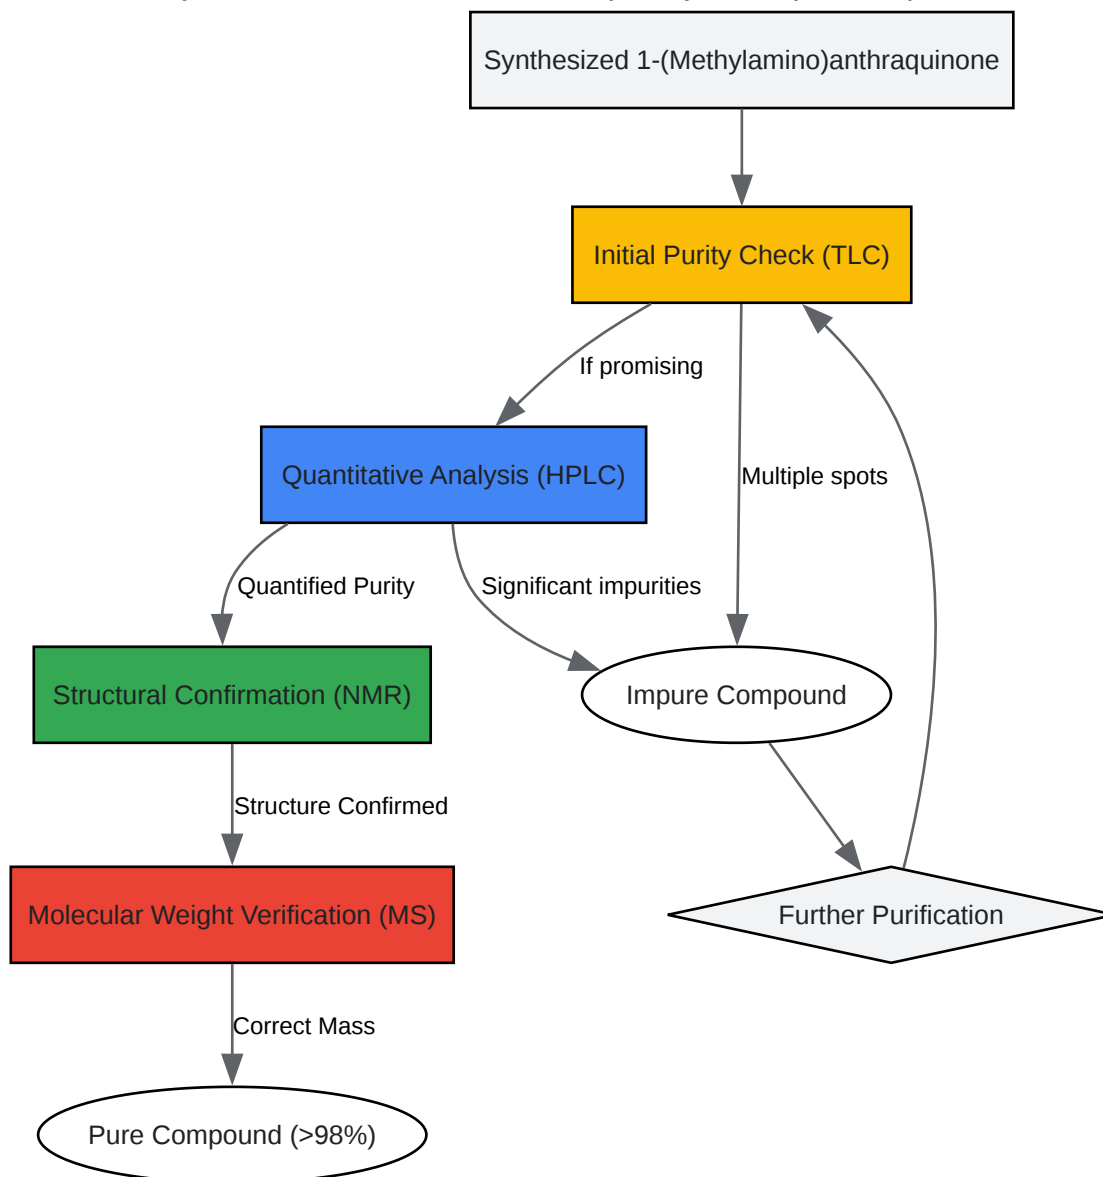 Synthesized 1-(Methylamino)anthraquinone
Initial Purity Check (TLC)
If promising
Quantitative Analysis (HPLC)
Multiple spots
Quantified Purity
Significant impurities
Structural Confirmation (NMR)
Impure Compound
Structure Confirmed
Molecular Weight Verification (MS)
Further Purification
Correct Mass
Pure Compound (>98%)